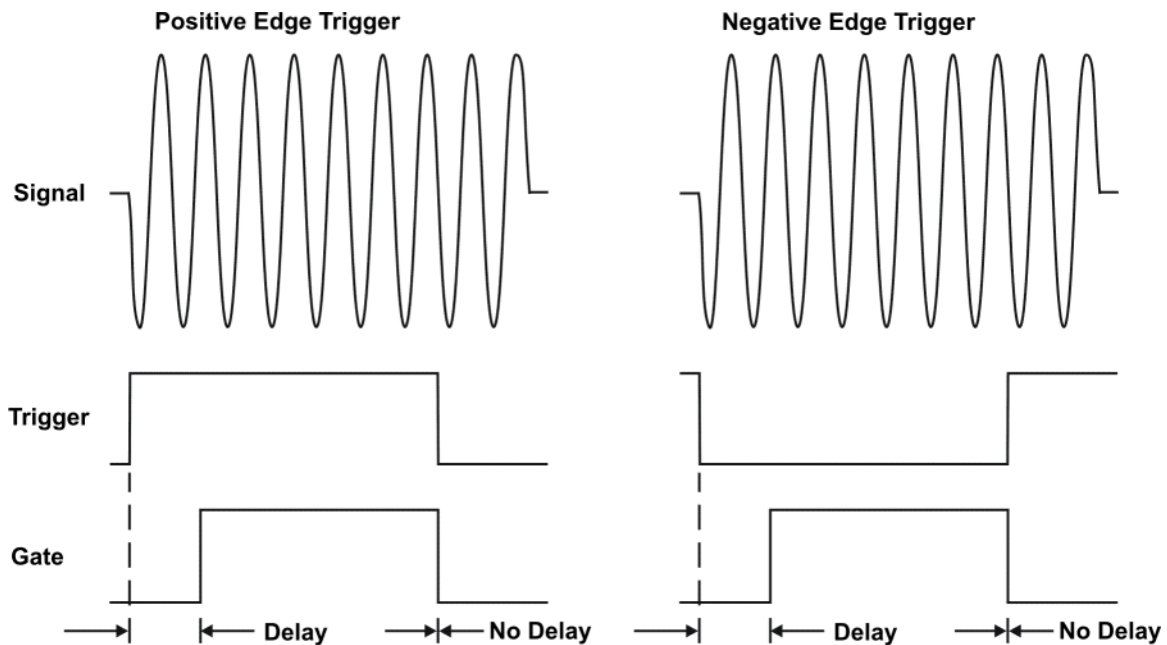 Positive Edge Trigger
Negative Edge Trigger
Signal
Trigger
Gate
Delay
No Delay
Delay
No Delay